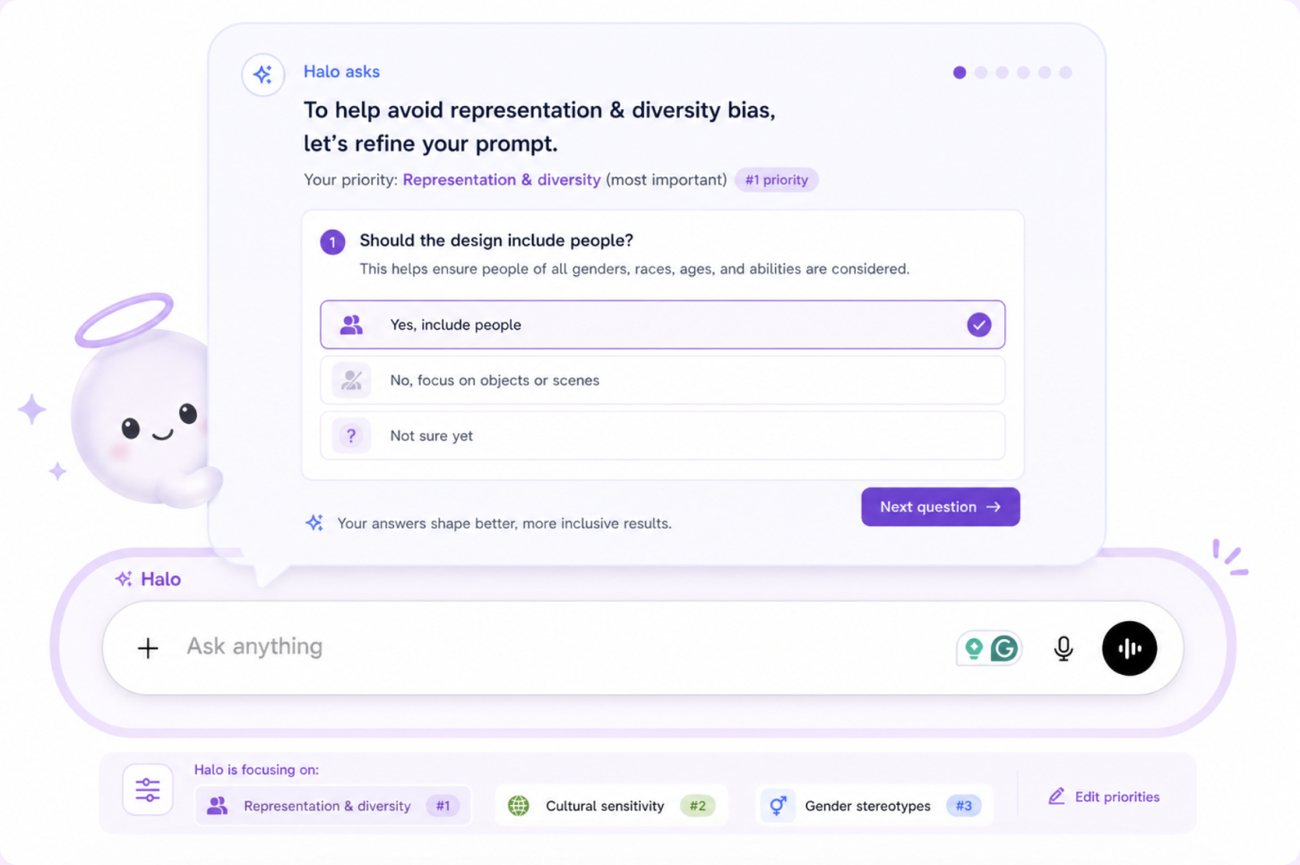 Halo asks
To help avoid representation & diversity bias,
let’s refine your prompt.
Your priority: Representation & diversity (most important) #1 priority
1 Should the design include people?
This helps ensure people of all genders, races, ages, and abilities are considered.
Yes, include people
No, focus on objects or scenes
? Not sure yet
Your answers shape better, more inclusive results.
Next question →
Halo
+ Ask anything
G
Halo is focusing on:
Representation & diversity #1
Cultural sensitivity #2
Gender stereotypes #3
Edit priorities